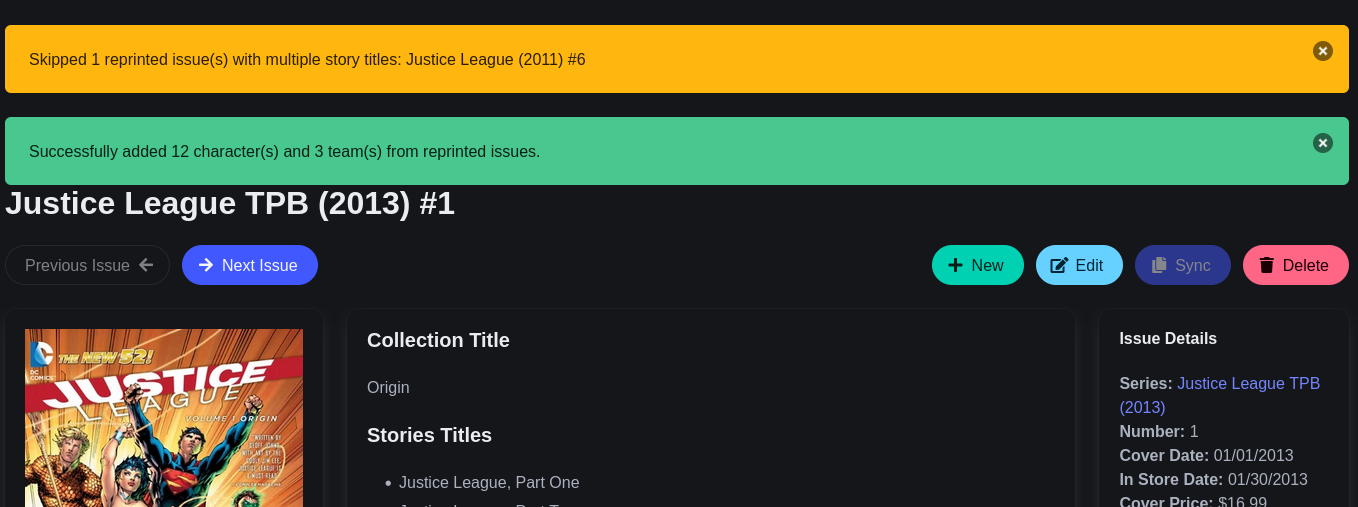 Skipped 1 reprinted issue(s) with multiple story titles: Justice League (2011) #6
Successfully added 12 character(s) and 3 team(s) from reprinted issues.
Justice League TPB (2013) #1
Previous Issue
Next Issue
New
Edit
Sync
Delete
THE NEW 52!
DC COMICS
JUSTICE
LEAGUE
VOLUME 1 ORIGIN
Collection Title
Origin
Stories Titles
• Justice League, Part One
Issue Details
Series: Justice League TPB
(2013)
Number: 1
Cover Date: 01/01/2013
In Store Date: 01/30/2013
Cover Price: $16.99